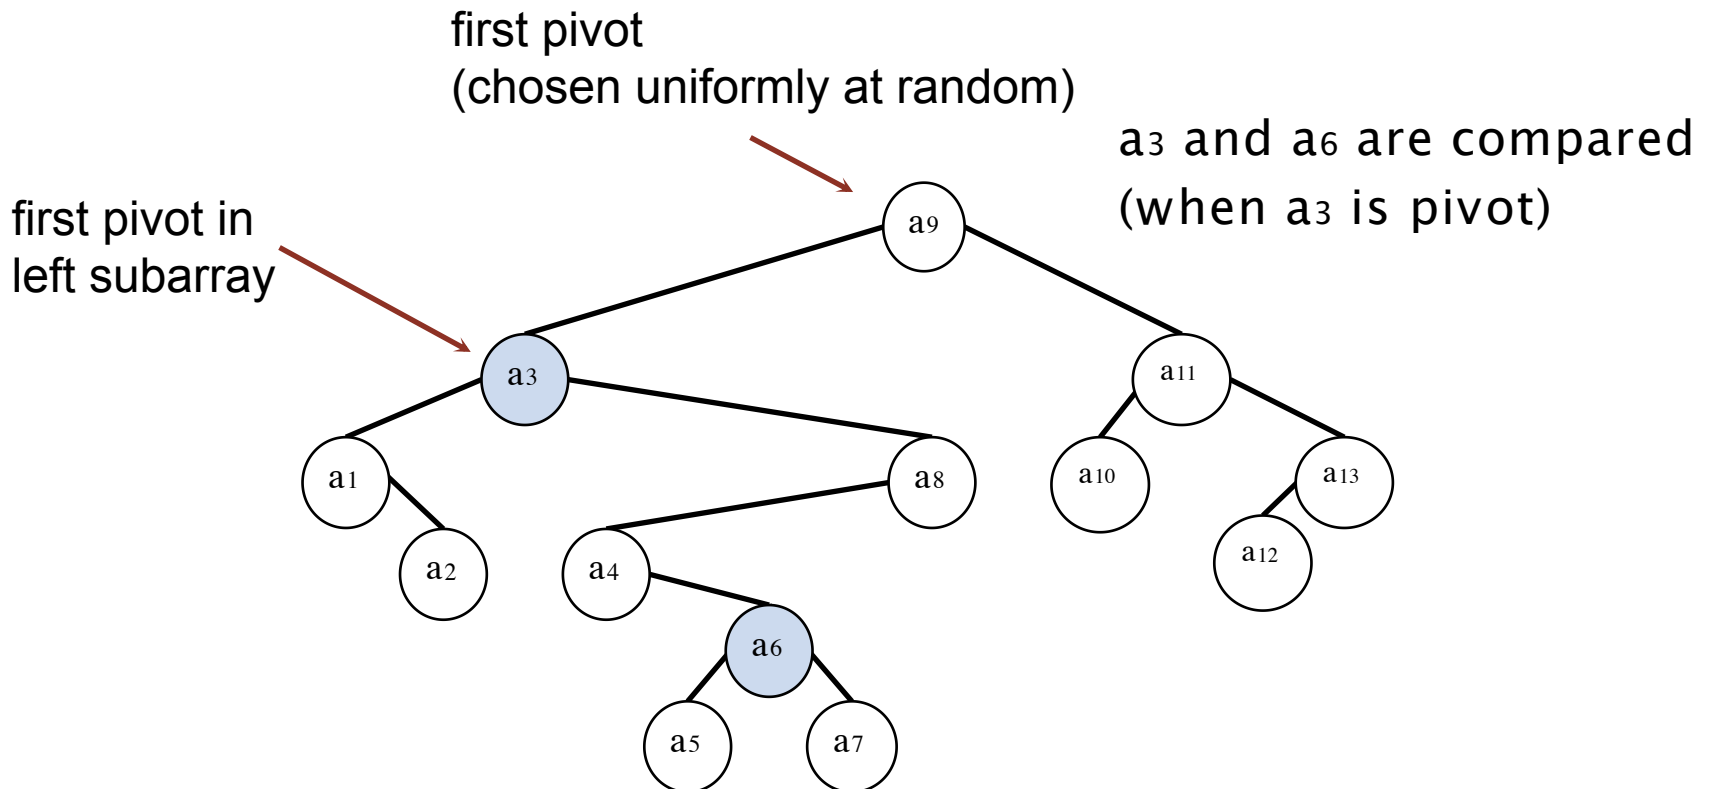 first pivot
(chosen uniformly at random)
a3 and a6 are compared
(when a3 is pivot)
first pivot in
left subarray
a9
a3
a11
a1
a8
a10
a13
a2
a4
a12
a6
a5
a7